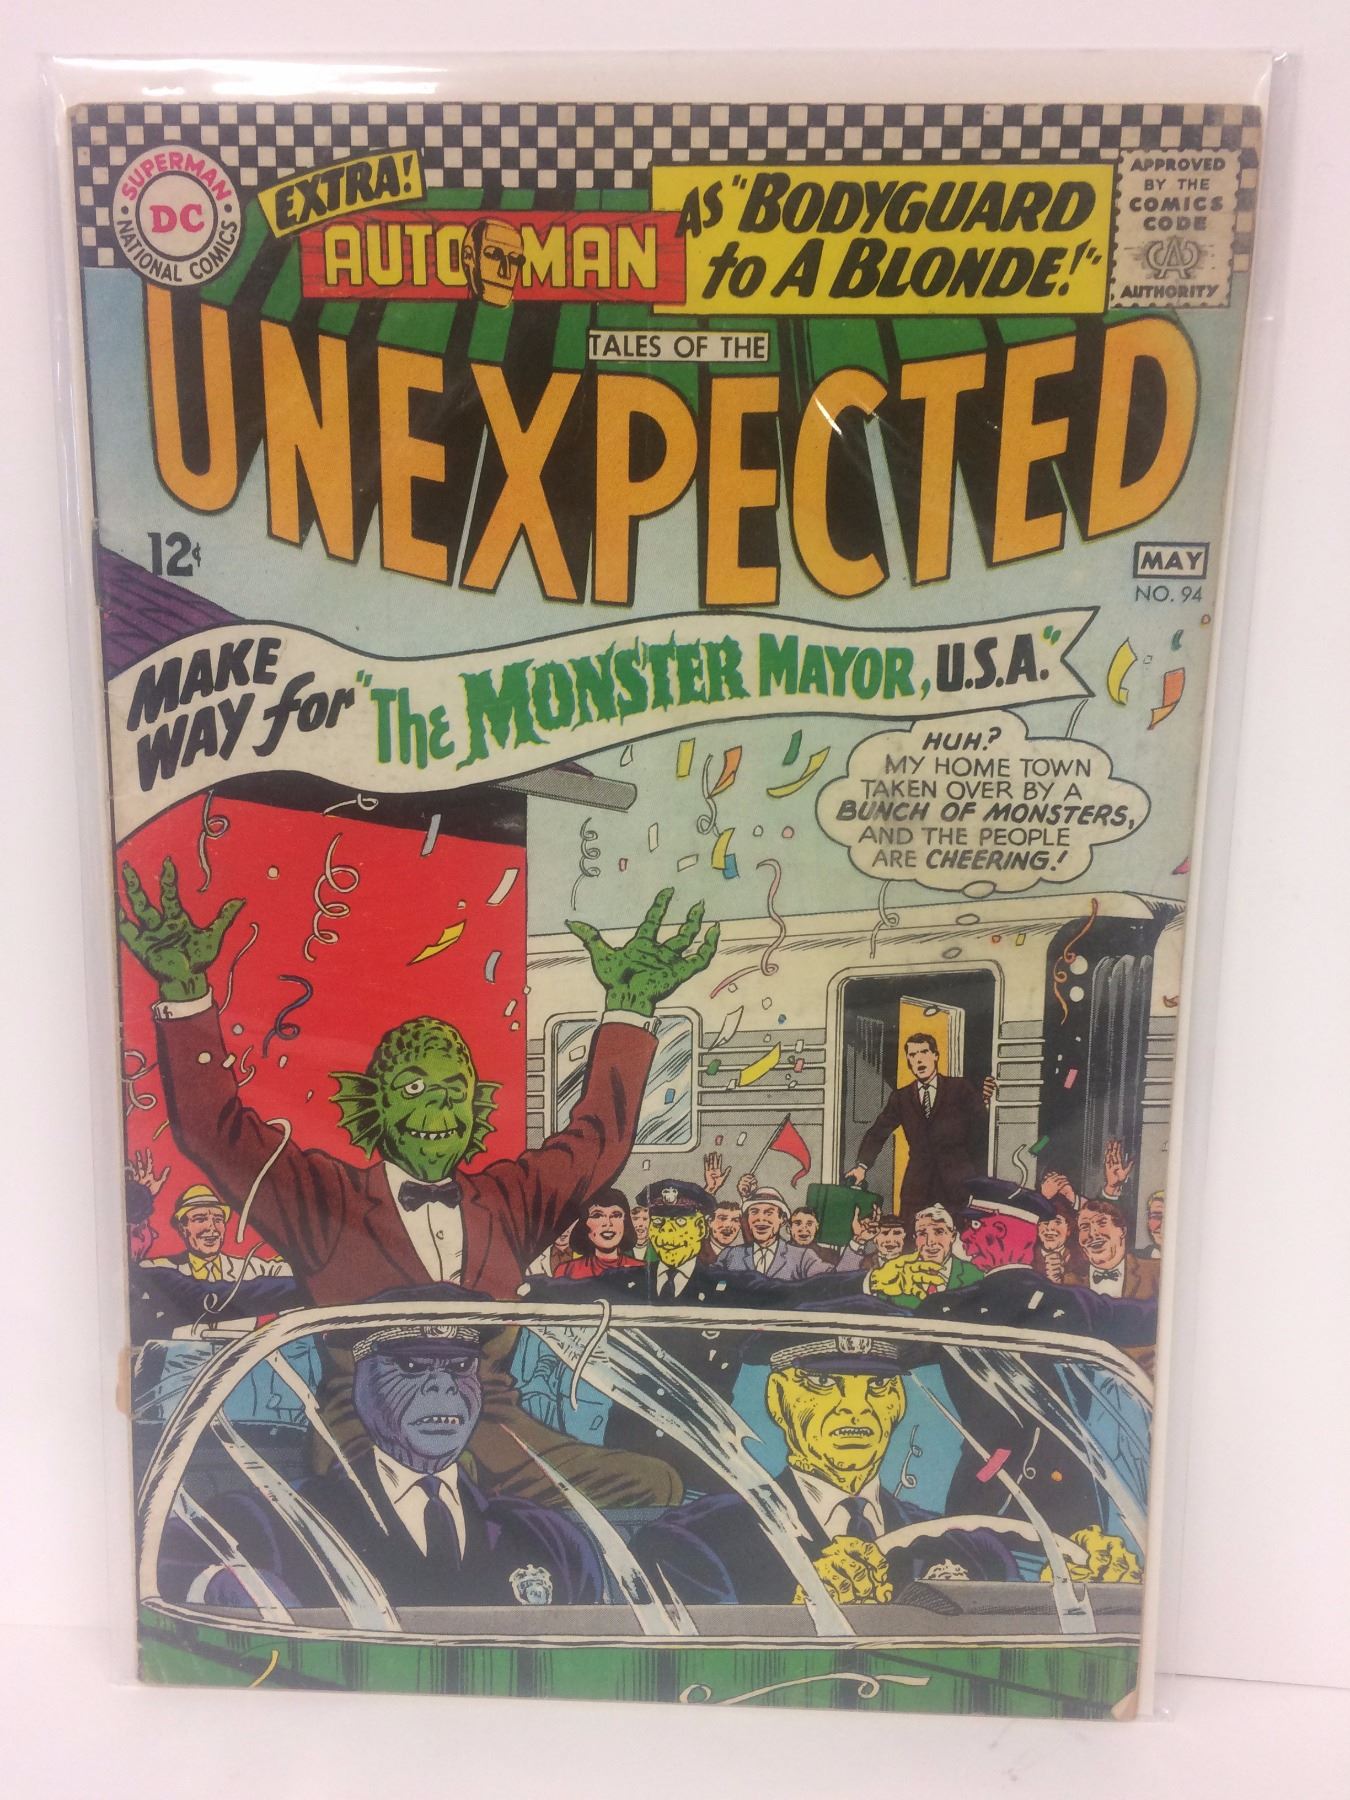 SUPERMAN
DC
NATIONAL COMICS
EXTRA!
AUTOMAN
AS "BODYGUARD
to A BLONDE!"
APPROVED
BY THE
COMICS
CODE
CA
AUTHORITY
TALES OF THE
UNEXPECTED
12¢
MAY
NO. 94
MAKE
WAY for "The MONSTER MAYOR, U.S.A."
HUH?
MY HOME TOWN
TAKEN OVER BY A
BUNCH OF MONSTERS,
AND THE PEOPLE
ARE CHEERING!